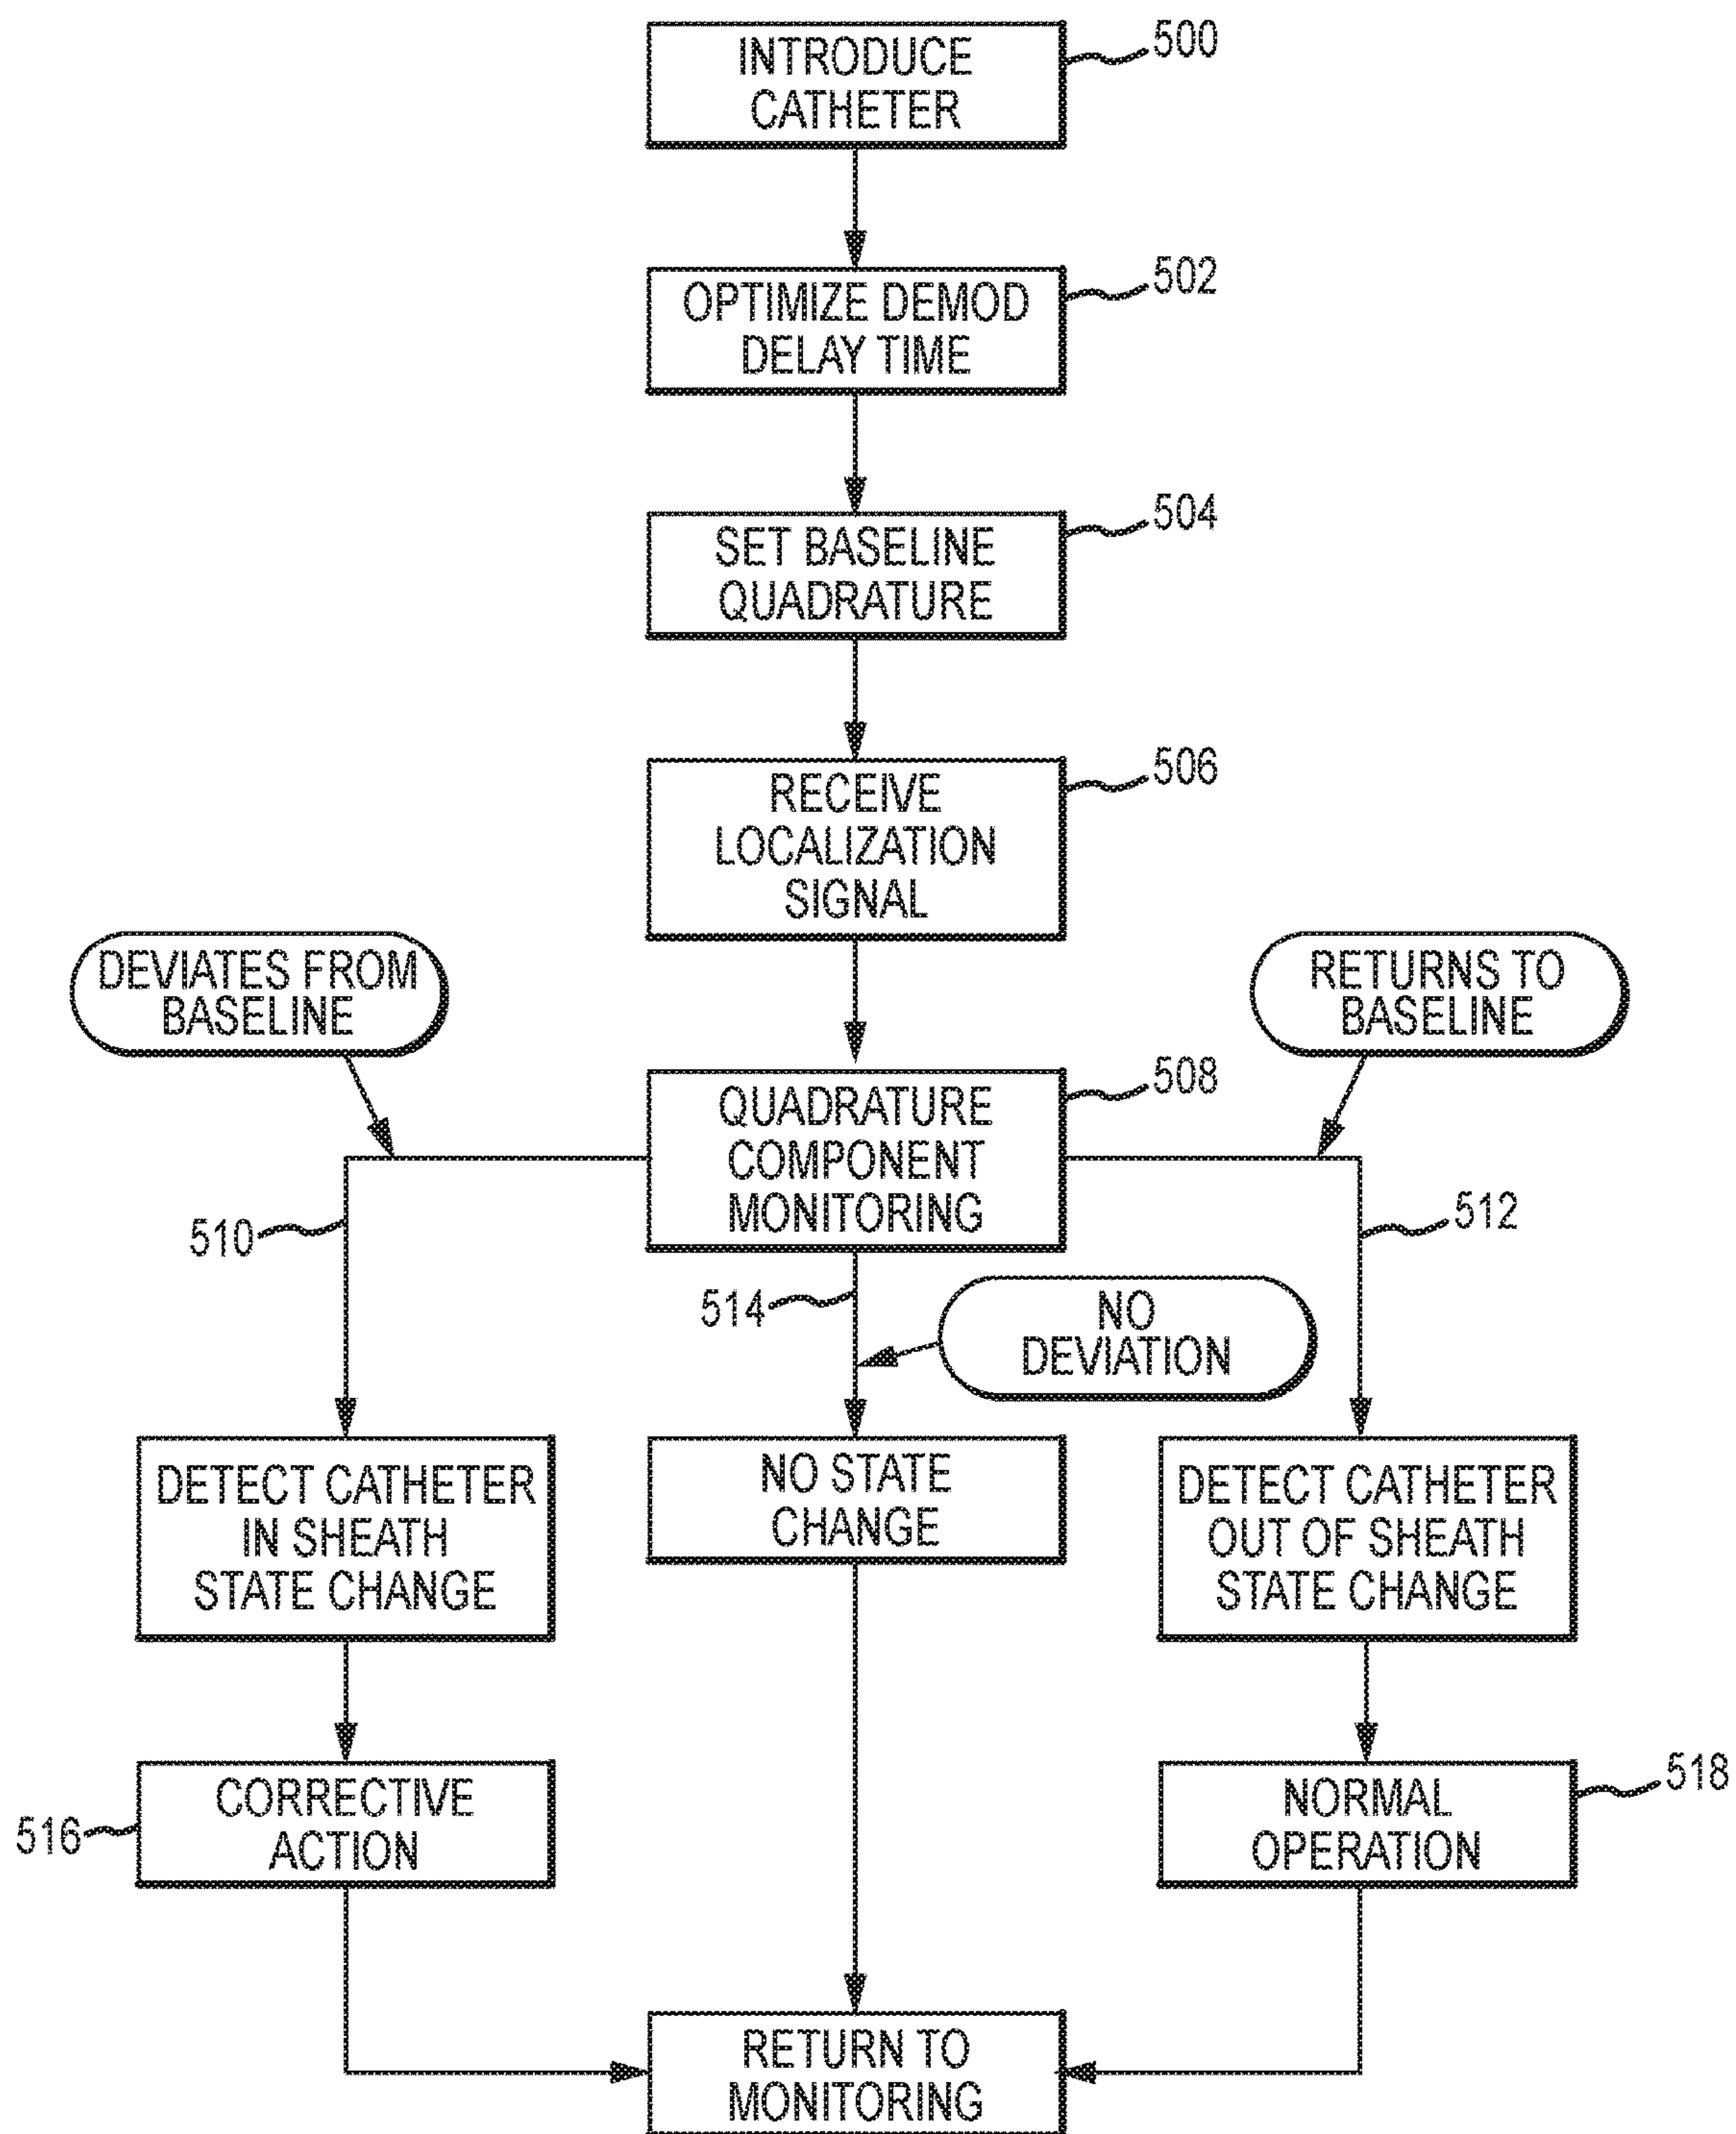 INTRODUCE
CATHETER
500
OPTIMIZE DEMOD
DELAY TIME
502
SET BASELINE
QUADRATURE
504
RECEIVE
LOCALIZATION
SIGNAL
506
DEVIATES FROM
BASELINE
RETURNS TO
BASELINE
QUADRATURE
COMPONENT
MONITORING
508
510
512
514
NO
DEVIATION
DETECT CATHETER
IN SHEATH
STATE CHANGE
NO STATE
CHANGE
DETECT CATHETER
OUT OF SHEATH
STATE CHANGE
CORRECTIVE
ACTION
516
NORMAL
OPERATION
518
RETURN TO
MONITORING